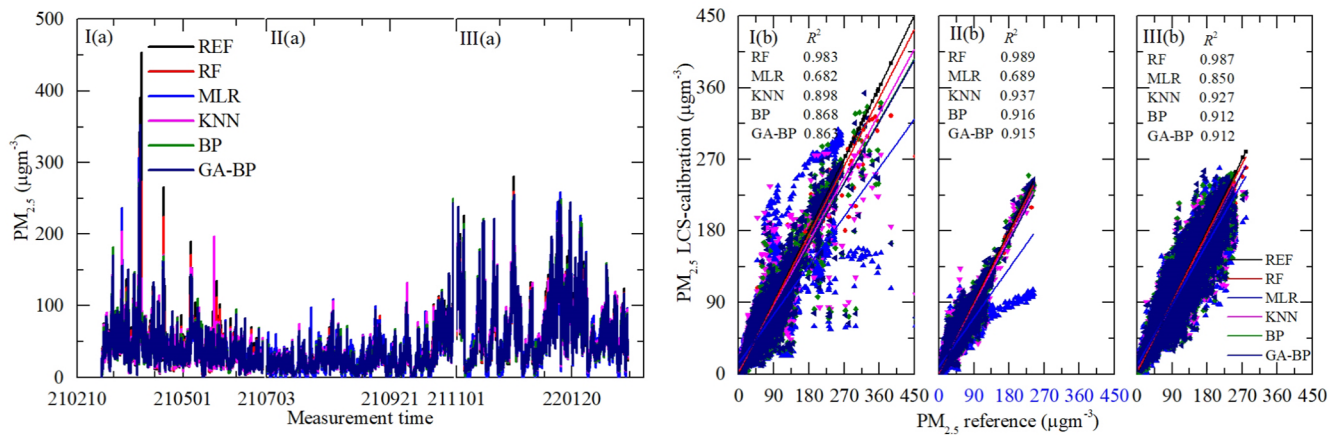 500
400
300
200
100
0
PM2.5 (µgm-3)
I(a)
II(a)
III(a)
REF
RF
MLR
KNN
BP
GA-BP
210210
210501
210703
210921
211101
220120
Measurement time
450
360
270
180
90
0
PM2.5 LCS-calibration (µgm-3)
I(b) R2
RF 0.983
MLR 0.682
KNN 0.898
BP 0.868
GA-BP 0.863
II(b) R2
RF 0.989
MLR 0.689
KNN 0.937
BP 0.916
GA-BP 0.915
III(b) R2
RF 0.987
MLR 0.850
KNN 0.927
BP 0.912
GA-BP 0.912
REF
RF
MLR
KNN
BP
GA-BP
0 90 180 270 360 450
0 90 180 270 360 450
0 90 180 270 360 450
PM2.5 reference (µgm-3)